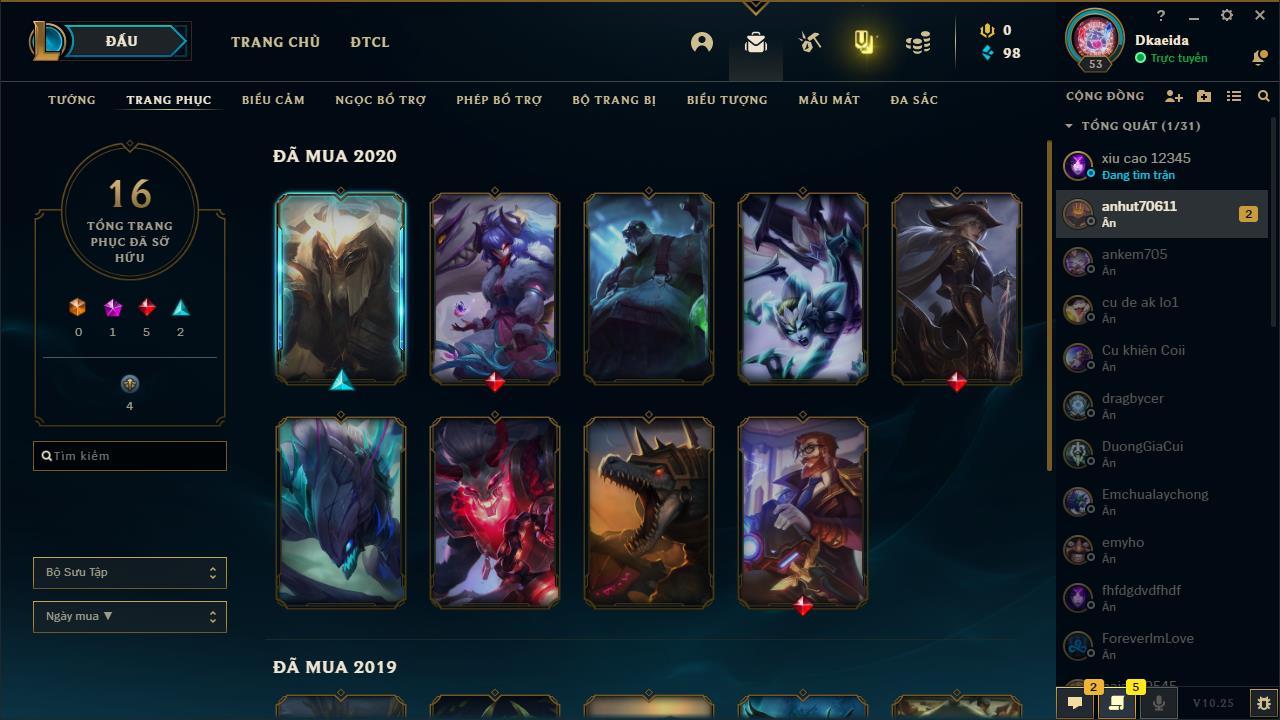 ĐẤU
TRANG CHỦ
ĐTCL
0
98
?
53
Dkaeida
Trực tuyến
TƯỚNG
TRANG PHỤC
BIỂU CẢM
NGỌC BỔ TRỢ
PHÉP BỔ TRỢ
BỘ TRANG BỊ
BIỂU TƯỢNG
MẪU MẮT
ĐA SẮC
CỘNG ĐỒNG
TỔNG QUÁT (1/31)
16
TỔNG TRANG
PHỤC ĐÃ SỞ
HỮU
0
1
5
2
4
Tìm kiếm
Bộ Sưu Tập
Ngày mua ▼
ĐÃ MUA 2020
ĐÃ MUA 2019
xiu cao 12345
Đang tìm trận
anhut70611
Ẩn
2
ankem705
Ẩn
cu de ak lo1
Ẩn
Cu khiên Coii
Ẩn
dragbycer
Ẩn
DuongGiaCui
Ẩn
Emchualaychong
Ẩn
emyho
Ẩn
fhfdgdvdfhdf
Ẩn
ForeverImLove
Ẩn
2
5
V10.25